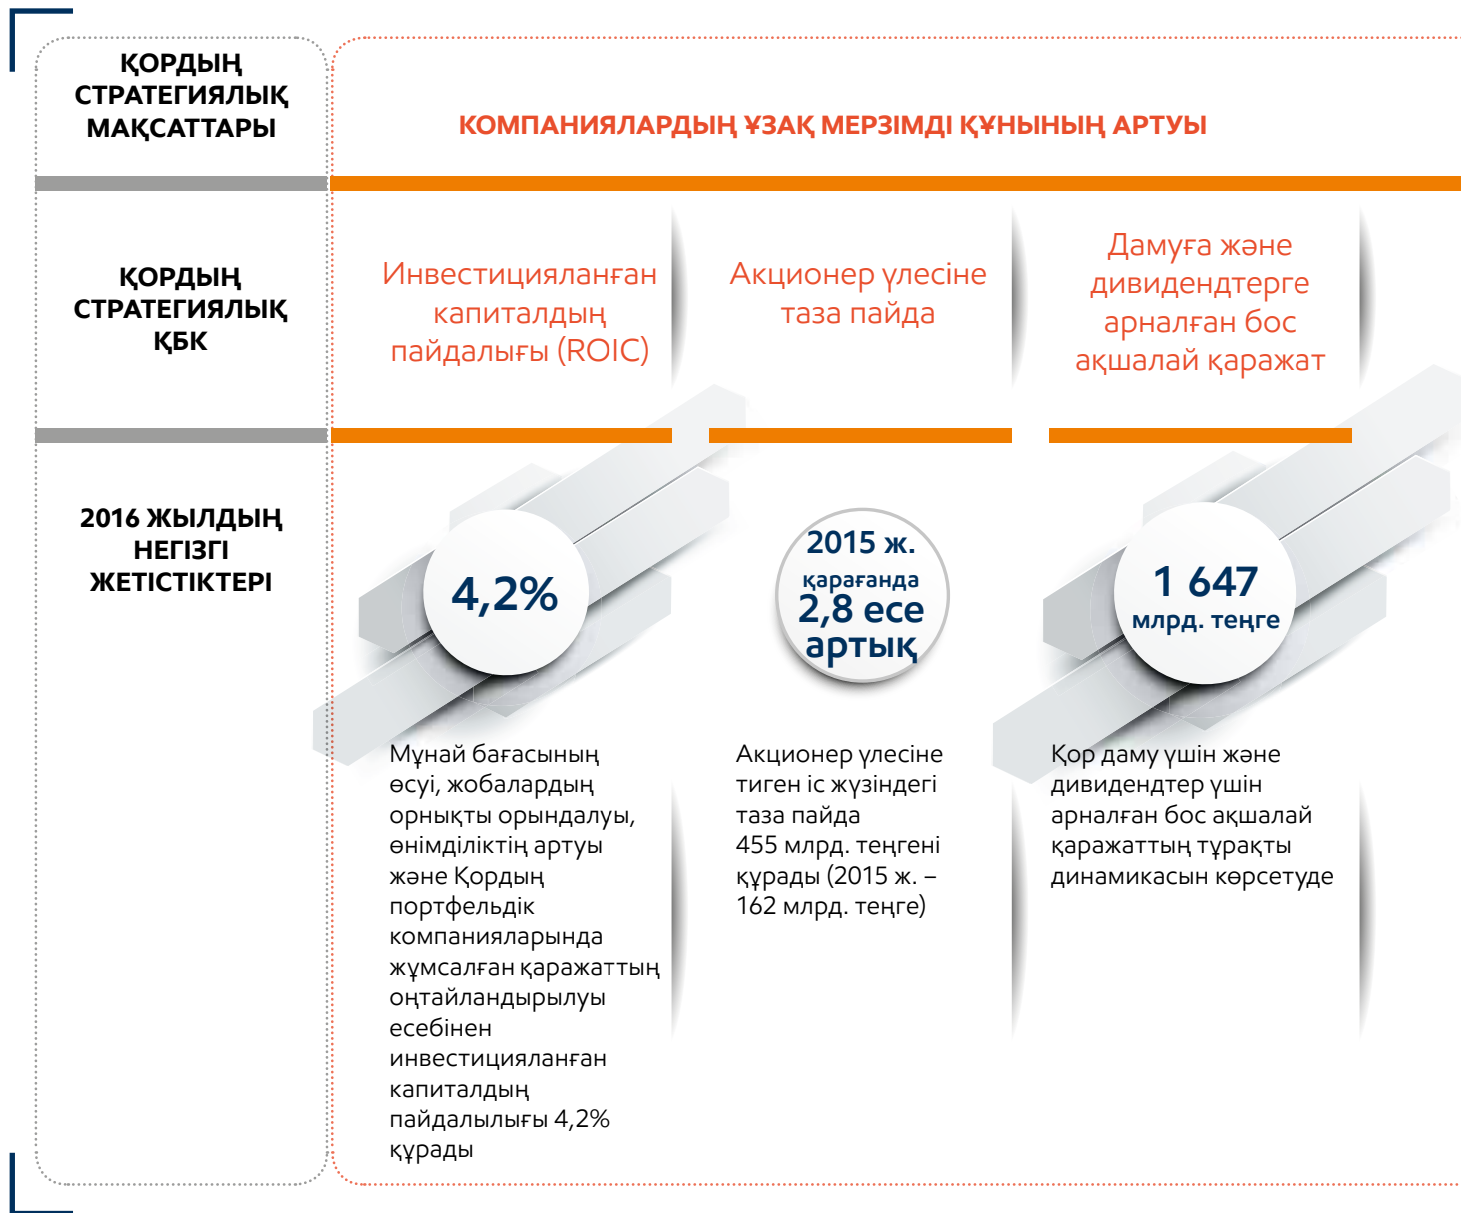 ҚОРДЫҢ
СТРАТЕГИЯЛЫҚ
МАҚСАТТАРЫ
КОМПАНИЯЛАРДЫҢ ҰЗАҚ МЕРЗІМДІ ҚҰНЫНЫҢ АРТУЫ
ҚОРДЫҢ
СТРАТЕГИЯЛЫҚ
ҚБК
Инвестицияланған
капиталдың
пайдалығы (ROIC)
Акционер үлесіне
таза пайда
Дамуға және
дивидендтерге
арналған бос
ақшалай қаражат
2016 ЖЫЛДЫҢ
НЕГІЗГІ
ЖЕТІСТІКТЕРІ
4,2%
2015 ж.
қарағанда
2,8 есе
артық
1 647
млрд. теңге
Мұнай бағасының
өсуі, жобалардың
орнықты орындалуы,
өнімділіктің артуы
және Қордың
портфельдік
компанияларында
жұмсалған қаражаттың
оңтайландырылуы
есебінен
инвестицияланған
капиталдың
пайдалылығы 4,2%
құрады
Акционер үлесіне
тиген іс жүзіндегі
таза пайда
455 млрд. теңгені
құрады (2015 ж. –
162 млрд. теңге)
Қор даму үшін және
дивидендтер үшін
арналған бос ақшалай
қаражаттың тұрақты
динамикасын көрсетуде